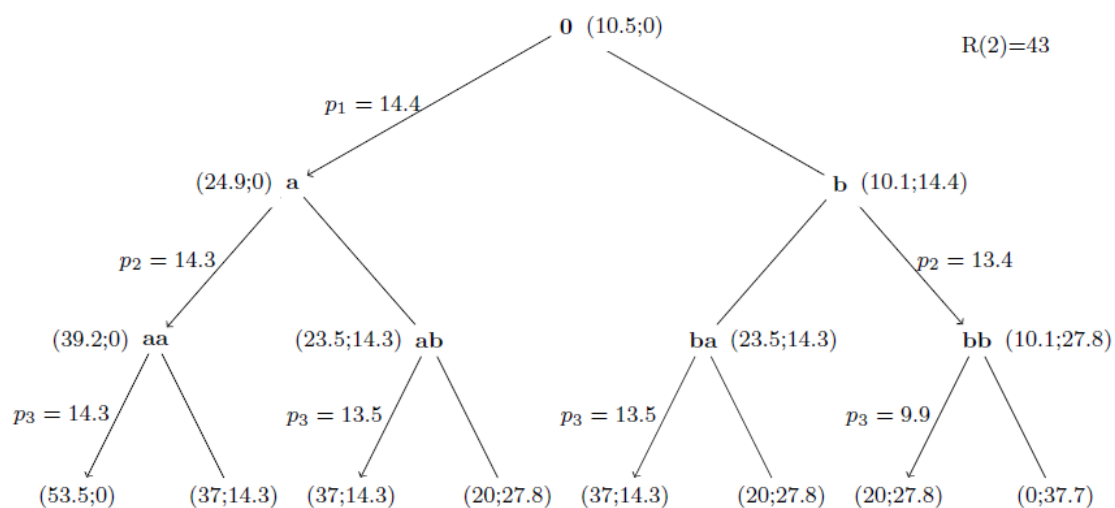 0 (10.5;0)
R(2)=43
p₁ = 14.4
(24.9;0) a
b (10.1;14.4)
p₂ = 14.3
p₂ = 13.4
(39.2;0) aa
(23.5;14.3) ab
ba (23.5;14.3)
bb (10.1;27.8)
p₃ = 14.3
p₃ = 13.5
p₃ = 13.5
p₃ = 9.9
(53.5;0)
(37;14.3)
(37;14.3)
(20;27.8)
(37;14.3)
(20;27.8)
(20;27.8)
(0;37.7)